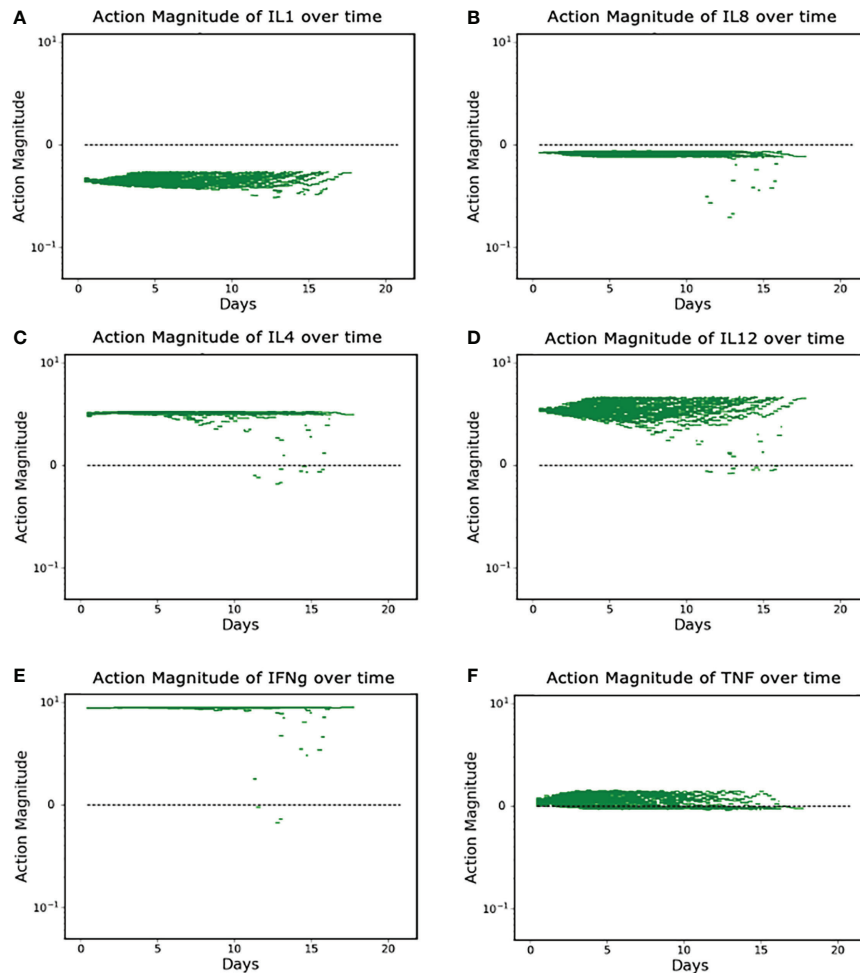 A
Action Magnitude of IL1 over time
10¹
0
10⁻¹
Action Magnitude
0 5 10 15 20
Days
B
Action Magnitude of IL8 over time
10¹
0
10⁻¹
Action Magnitude
0 5 10 15 20
Days
C
Action Magnitude of IL4 over time
10¹
0
10⁻¹
Action Magnitude
0 5 10 15 20
Days
D
Action Magnitude of IL12 over time
10¹
0
10⁻¹
Action Magnitude
0 5 10 15 20
Days
E
Action Magnitude of IFNg over time
10¹
0
10⁻¹
Action Magnitude
0 5 10 15 20
Days
F
Action Magnitude of TNF over time
10¹
0
10⁻¹
Action Magnitude
0 5 10 15 20
Days